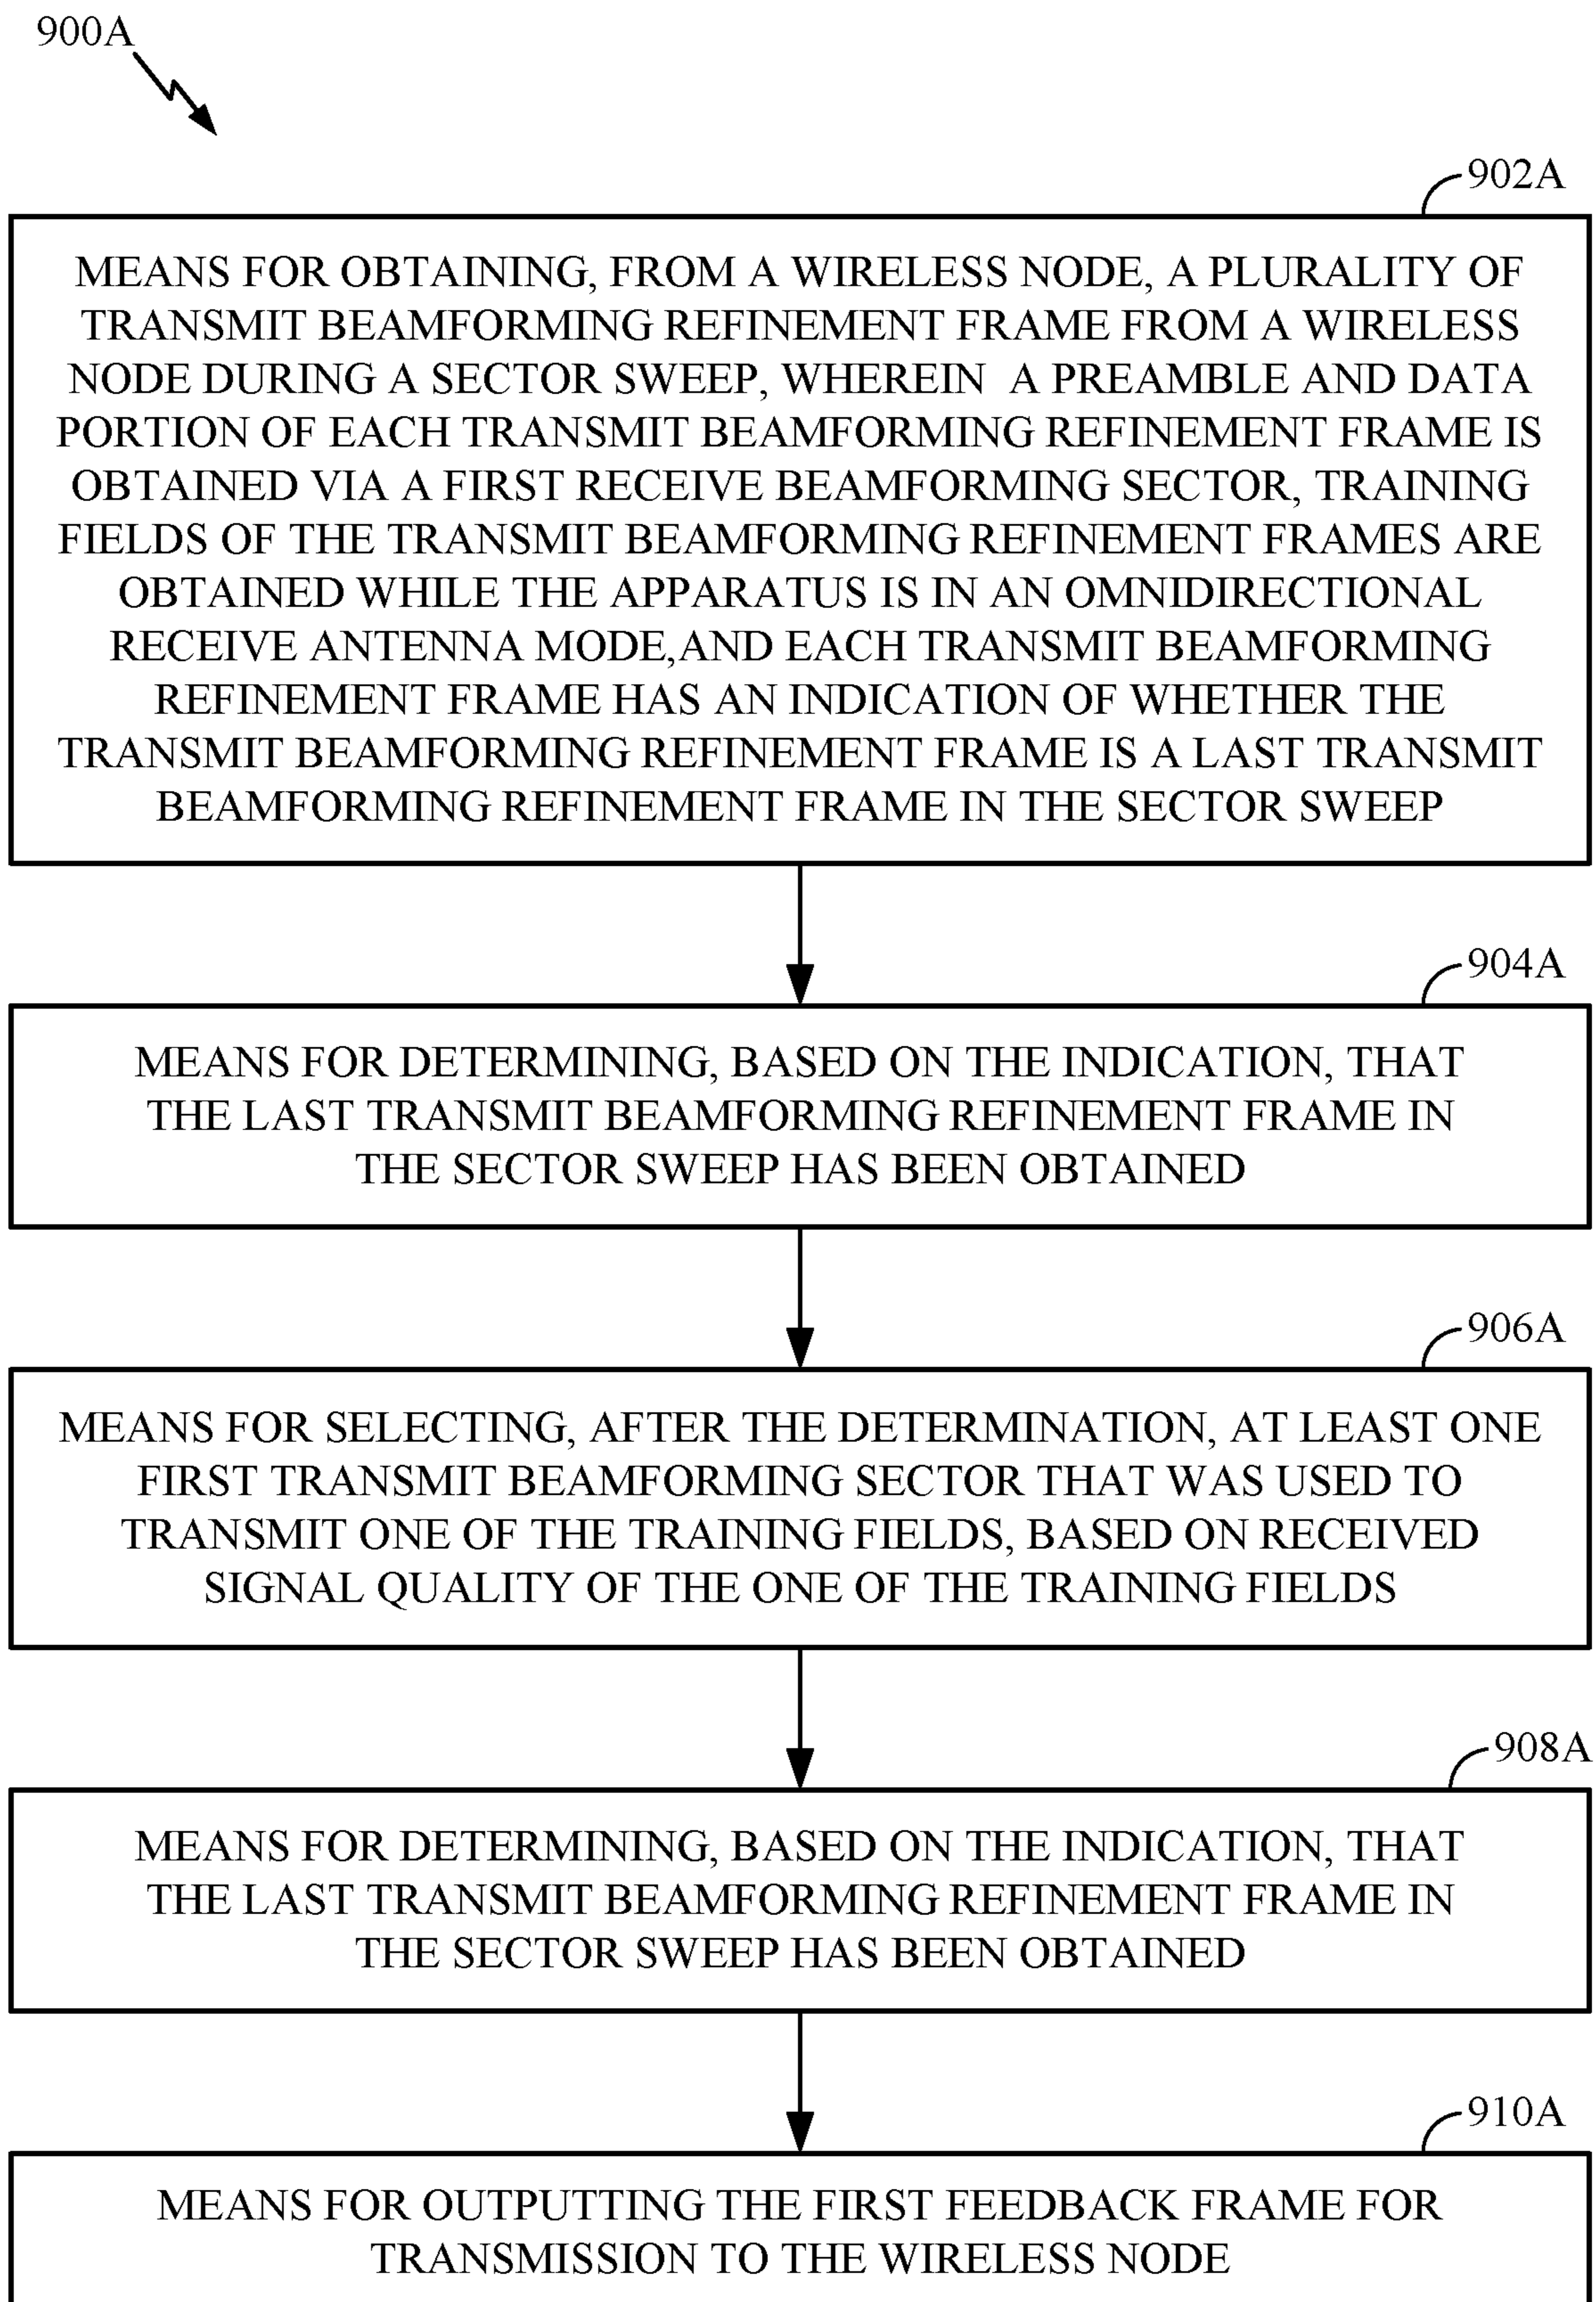 900A
902A
MEANS FOR OBTAINING, FROM A WIRELESS NODE, A PLURALITY OF
TRANSMIT BEAMFORMING REFINEMENT FRAME FROM A WIRELESS
NODE DURING A SECTOR SWEEP, WHEREIN A PREAMBLE AND DATA
PORTION OF EACH TRANSMIT BEAMFORMING REFINEMENT FRAME IS
OBTAINED VIA A FIRST RECEIVE BEAMFORMING SECTOR, TRAINING
FIELDS OF THE TRANSMIT BEAMFORMING REFINEMENT FRAMES ARE
OBTAINED WHILE THE APPARATUS IS IN AN OMNIDIRECTIONAL
RECEIVE ANTENNA MODE,AND EACH TRANSMIT BEAMFORMING
REFINEMENT FRAME HAS AN INDICATION OF WHETHER THE
TRANSMIT BEAMFORMING REFINEMENT FRAME IS A LAST TRANSMIT
BEAMFORMING REFINEMENT FRAME IN THE SECTOR SWEEP
904A
MEANS FOR DETERMINING, BASED ON THE INDICATION, THAT
THE LAST TRANSMIT BEAMFORMING REFINEMENT FRAME IN
THE SECTOR SWEEP HAS BEEN OBTAINED
906A
MEANS FOR SELECTING, AFTER THE DETERMINATION, AT LEAST ONE
FIRST TRANSMIT BEAMFORMING SECTOR THAT WAS USED TO
TRANSMIT ONE OF THE TRAINING FIELDS, BASED ON RECEIVED
SIGNAL QUALITY OF THE ONE OF THE TRAINING FIELDS
908A
MEANS FOR DETERMINING, BASED ON THE INDICATION, THAT
THE LAST TRANSMIT BEAMFORMING REFINEMENT FRAME IN
THE SECTOR SWEEP HAS BEEN OBTAINED
910A
MEANS FOR OUTPUTTING THE FIRST FEEDBACK FRAME FOR
TRANSMISSION TO THE WIRELESS NODE